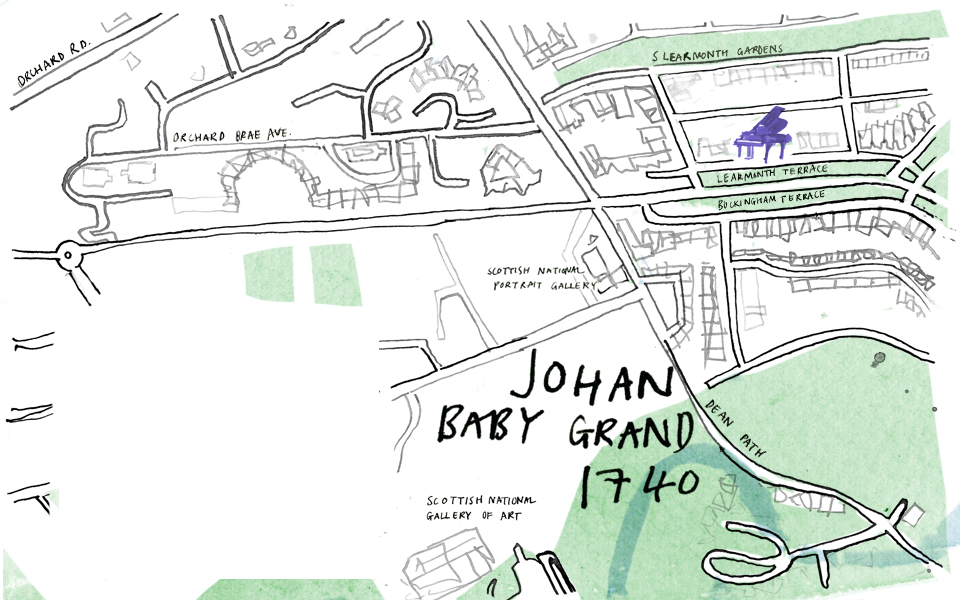 ORCHARD RD.
S LEARMONTH GARDENS
ORCHARD BRAE AVE.
LEARMONTH TERRACE
BUCKINGHAM TERRACE
SCOTTISH NATIONAL
PORTRAIT GALLERY
JOHAN
BABY GRAND
1740
DEAN PATH
SCOTTISH NATIONAL
GALLERY OF ART